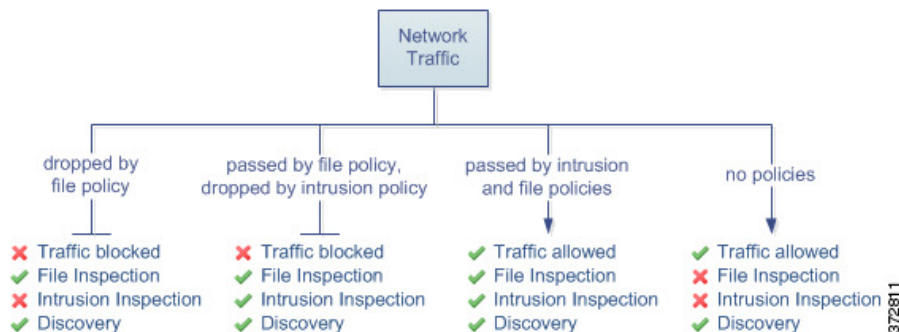 Network
Traffic
dropped by
file policy
passed by file policy,
dropped by intrusion policy
passed by intrusion
and file policies
no policies
Traffic blocked
File Inspection
Intrusion Inspection
Discovery
Traffic blocked
File Inspection
Intrusion Inspection
Discovery
Traffic allowed
File Inspection
Intrusion Inspection
Discovery
Traffic allowed
File Inspection
Intrusion Inspection
Discovery
372811